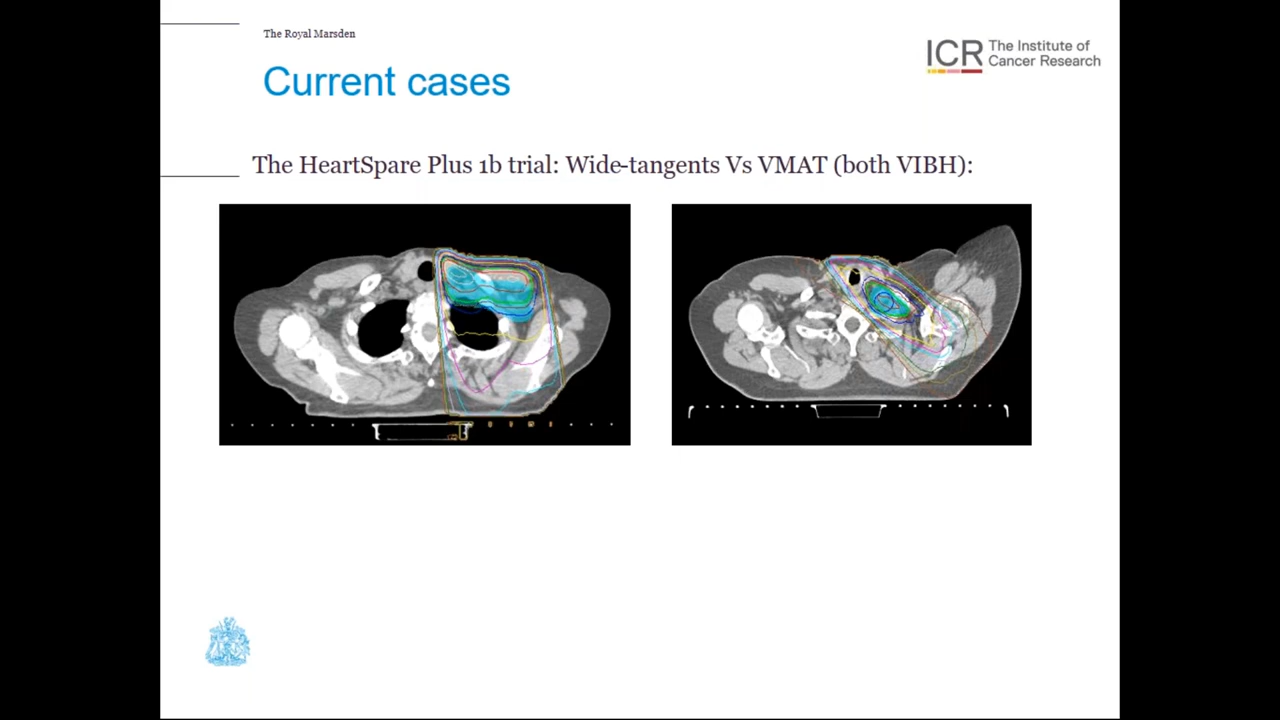 The Royal Marsden
ICR The Institute of
Cancer Research
Current cases
The HeartSpare Plus 1b trial: Wide-tangents Vs VMAT (both VIBH):